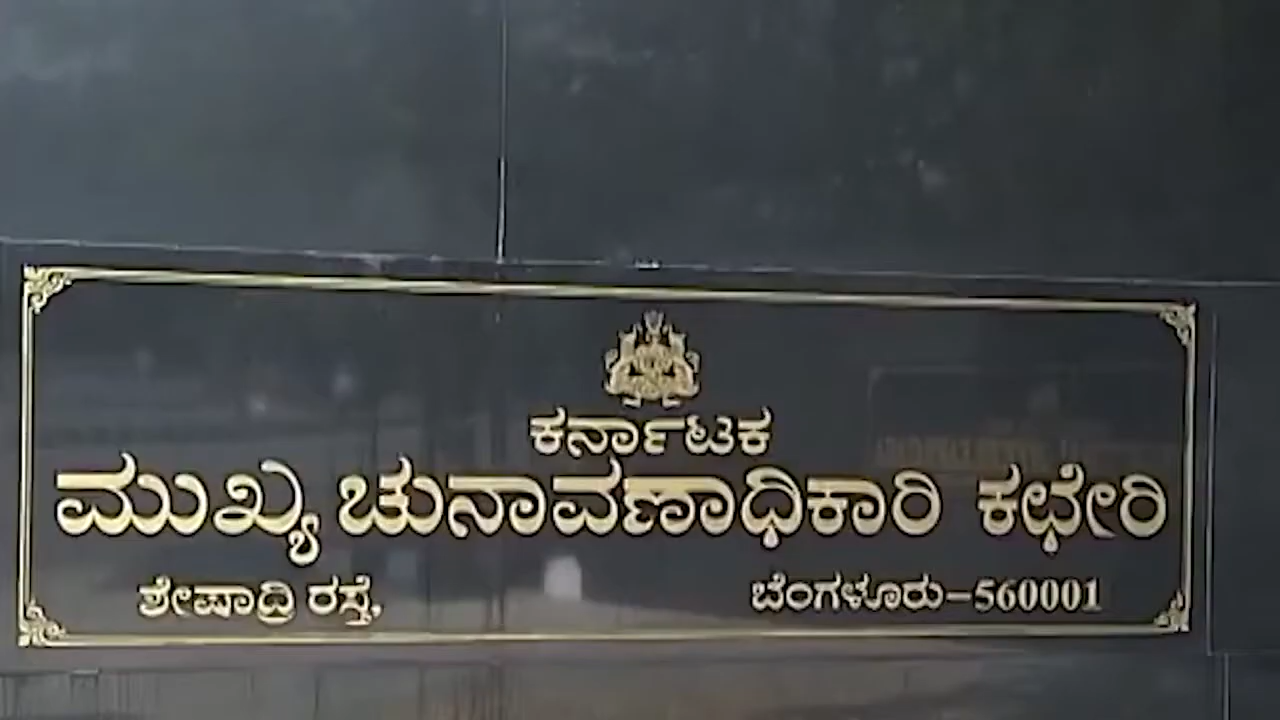 ಕರ್ನಾಟಕ
ಮುಖ್ಯ ಚುನಾವಣಾಧಿಕಾರಿ ಕಛೇರಿ
ಶೇಷಾದ್ರಿ ರಸ್ತೆ, ಬೆಂಗಳೂರು–560001